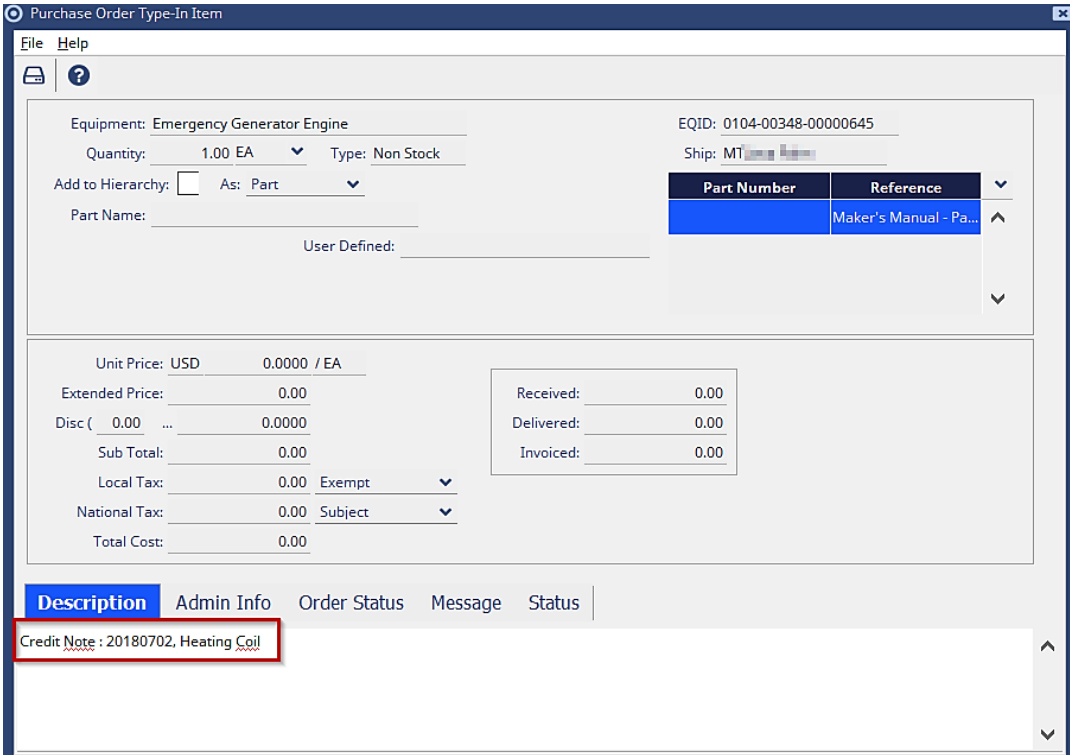 Purchase Order Type-In Item
File Help
Equipment: Emergency Generator Engine
EQID: 0104-00348-00000645
Quantity: 1.00 EA Type: Non Stock
Ship: MT
Add to Hierarchy: As: Part
Part Number Reference
Part Name:
Maker's Manual - Pa...
User Defined:
Unit Price: USD 0.0000 / EA
Extended Price: 0.00
Received: 0.00
Disc ( 0.00 ... 0.0000
Delivered: 0.00
Sub Total: 0.00
Invoiced: 0.00
Local Tax: 0.00 Exempt
National Tax: 0.00 Subject
Total Cost: 0.00
Description Admin Info Order Status Message Status
Credit Note : 20180702, Heating Coil